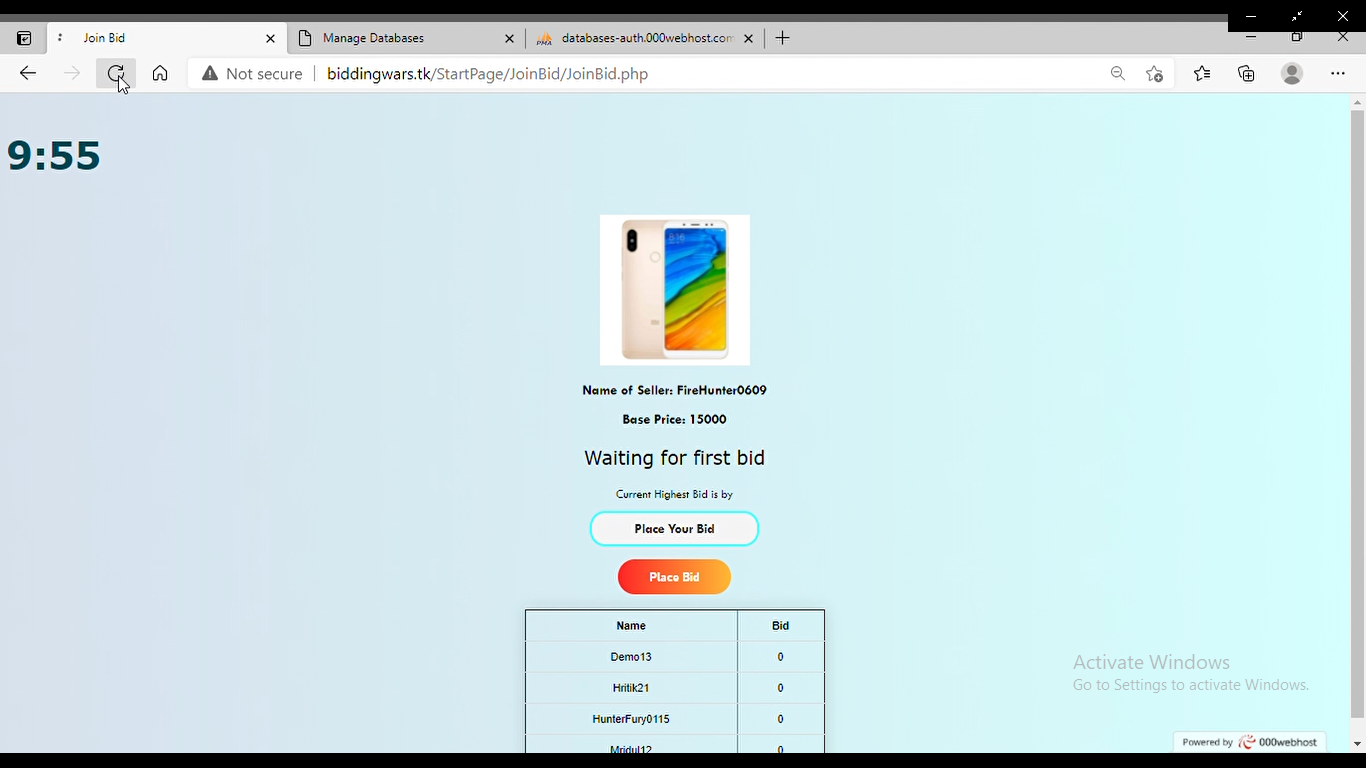 Join Bid
Manage Databases
PMA
databases-auth.000webhost.com
Not secure
biddingwars.tk/StartPage/JoinBid/JoinBid.php
9:55
8:16
Name of Seller: FireHunter0609
Base Price: 15000
Waiting for first bid
Current Highest Bid is by
Place Your Bid
Place Bid
Name Bid
Demo13 0
Hritik21 0
HunterFury0115 0
Mridul12 0
Activate Windows
Go to Settings to activate Windows.
Powered by 000webhost